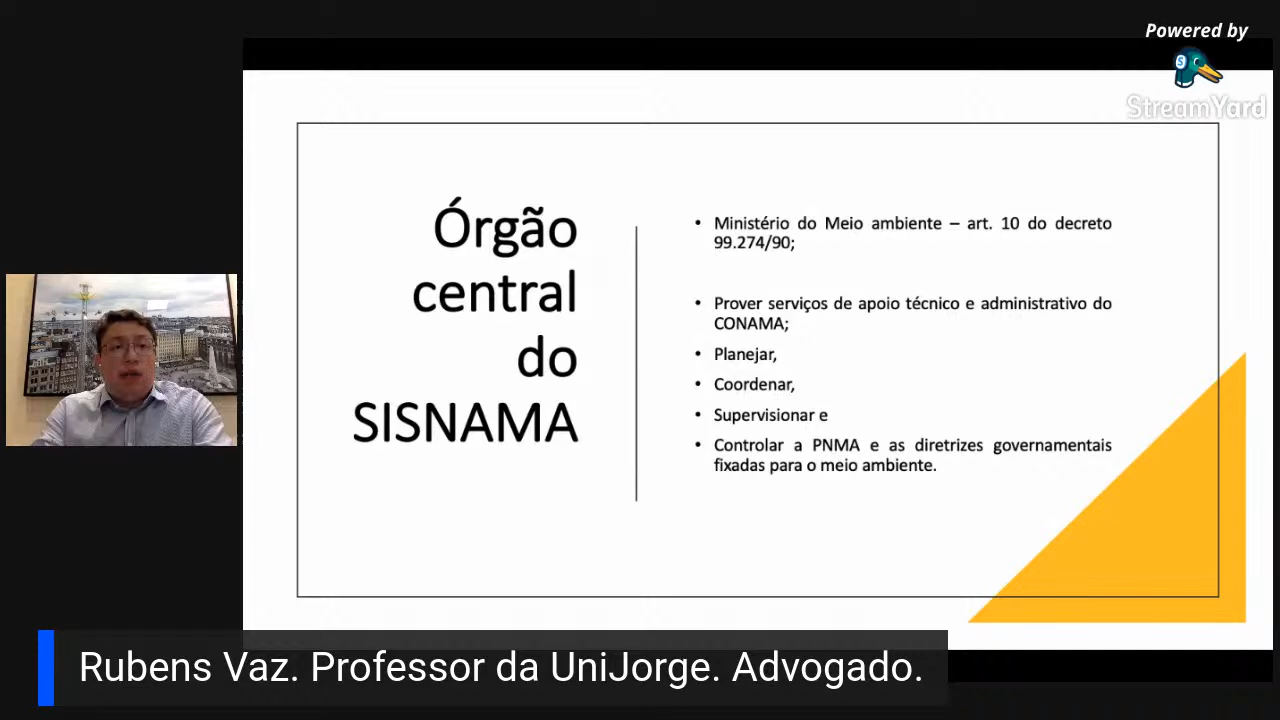 Powered by
StreamYard
Órgão
central
do
SISNAMA
• Ministério do Meio ambiente – art. 10 do decreto
99.274/90;
• Prover serviços de apoio técnico e administrativo do
CONAMA;
• Planejar,
• Coordenar,
• Supervisionar e
• Controlar a PNMA e as diretrizes governamentais
fixadas para o meio ambiente.
Rubens Vaz. Professor da UniJorge. Advogado.